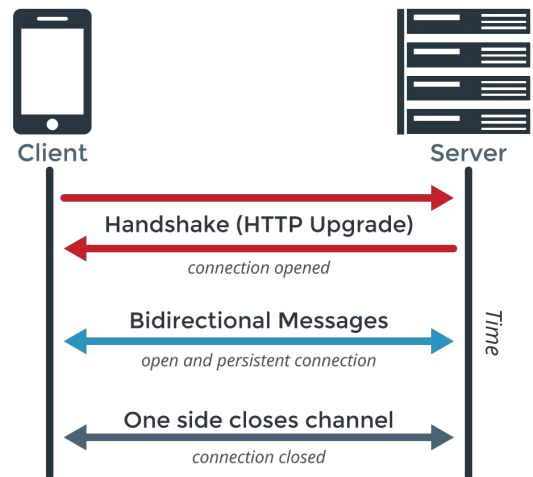 Client
Server
Handshake (HTTP Upgrade)
connection opened
Bidirectional Messages
open and persistent connection
Time
One side closes channel
connection closed